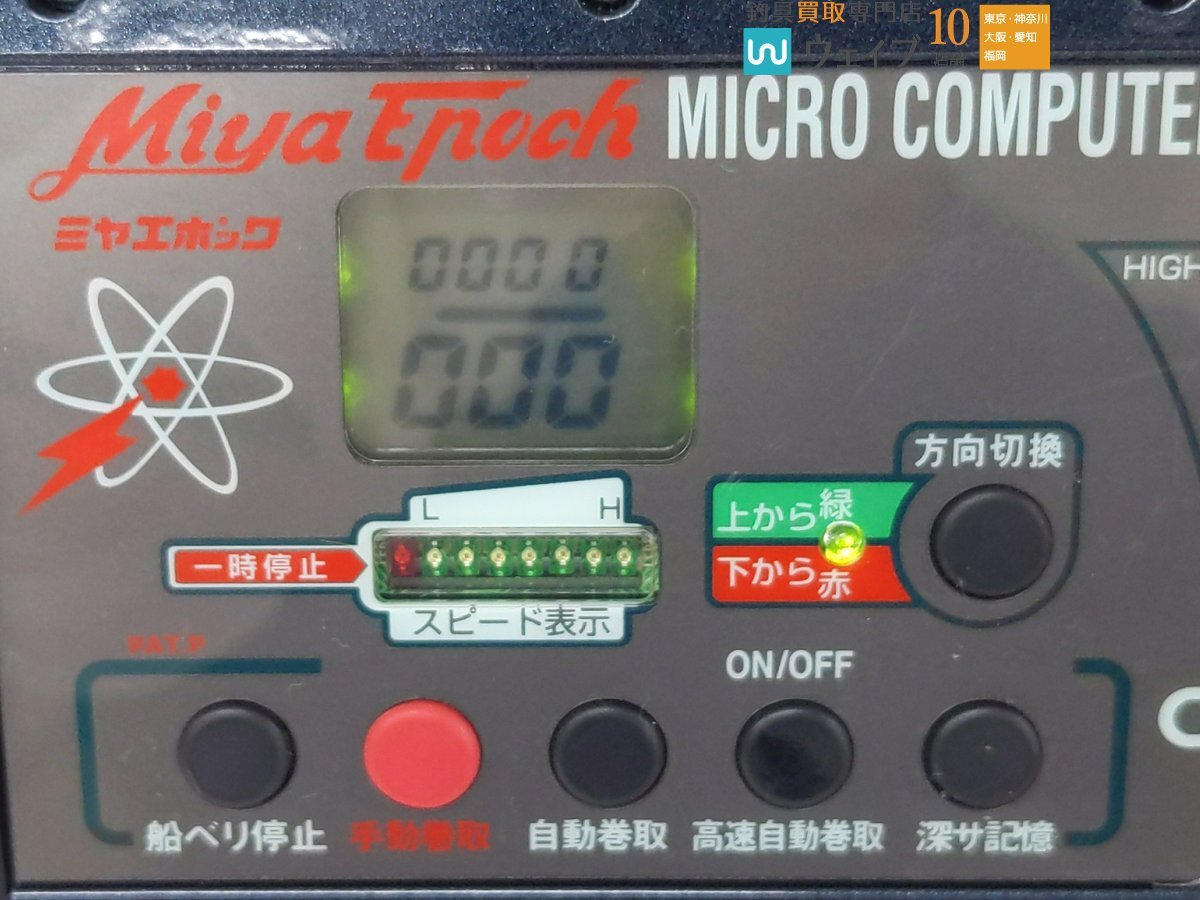 釣具買取専門店
ウェイブ
10
店舗
東京・神奈川
大阪・愛知
福岡
Miya Epoch
MICRO COMPUTE
ミヤエポック
HIGH
0000
000
方向切換
L H
上から緑
一時停止
下から赤
スピード表示
PAT.P
ON/OFF
船べり停止
手動巻取
自動巻取
高速自動巻取
深サ記憶